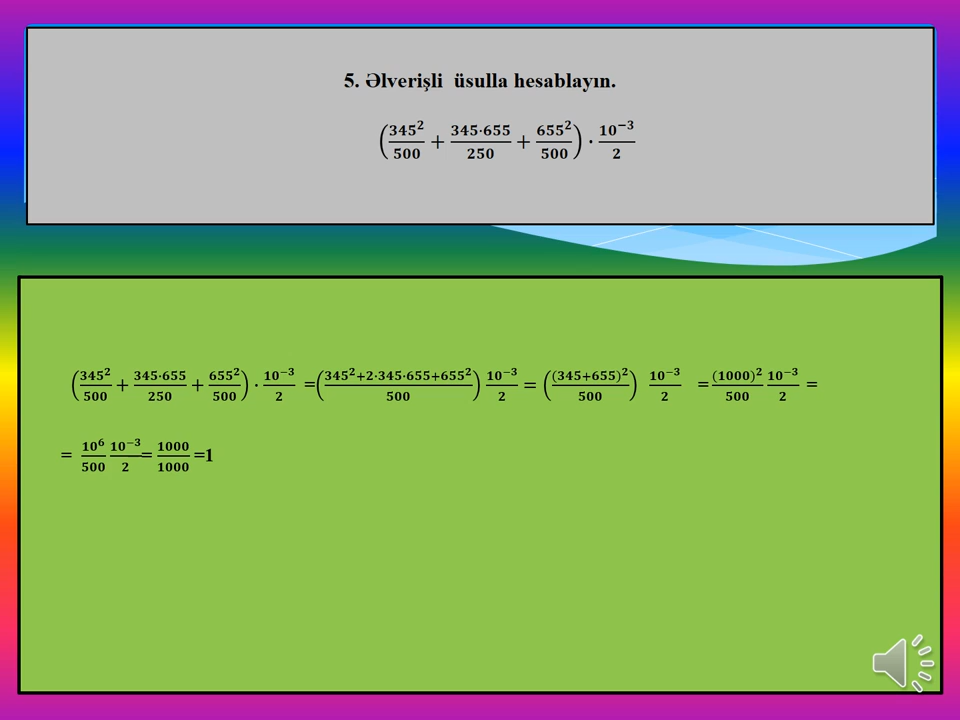 5. Əlverişli üsulla hesablayın.
(345²/500 + 345·655/250 + 655²/500) · 10⁻³/2
(345²/500 + 345·655/250 + 655²/500) · 10⁻³/2 =(345²+2·345·655+655²/500) 10⁻³/2 = ((345+655)²/500) 10⁻³/2 =(1000)²/500 10⁻³/2 =
= 10⁶/500 10⁻³/2 = 1000/1000 =1